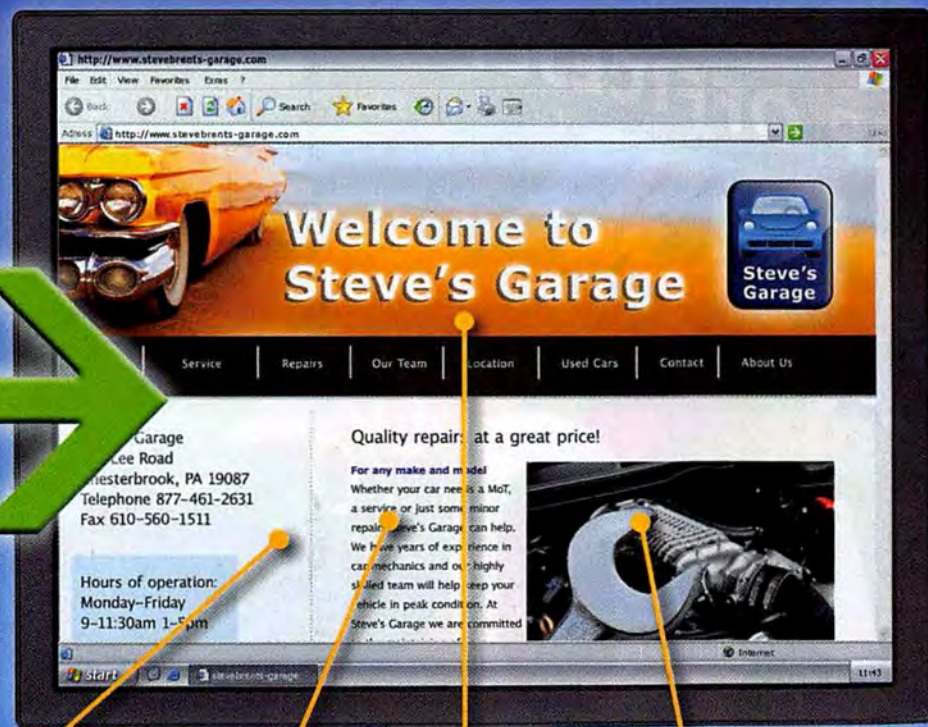 http://www.stevebrents-garage.com
File Edit View Favorites Extras ?
Back Search Favorites
Adress http://www.stevebrents-garage.com
Welcome to
Steve's Garage
Steve's
Garage
Service Repairs Our Team Location Used Cars Contact About Us
Garage
Lee Road
Chesterbrook, PA 19087
Telephone 877-461-2631
Fax 610-560-1511
Hours of operation:
Monday-Friday
9-11:30am 1-5pm
Quality repairs at a great price!
For any make and model
Whether your car needs a MoT,
a service or just some minor
repairs Steve's Garage can help.
We have years of experience in
car mechanics and our highly
skilled team will help keep your
vehicle in peak condition. At
Steve's Garage we are committed
Internet
start stevebrents-garage 11:43